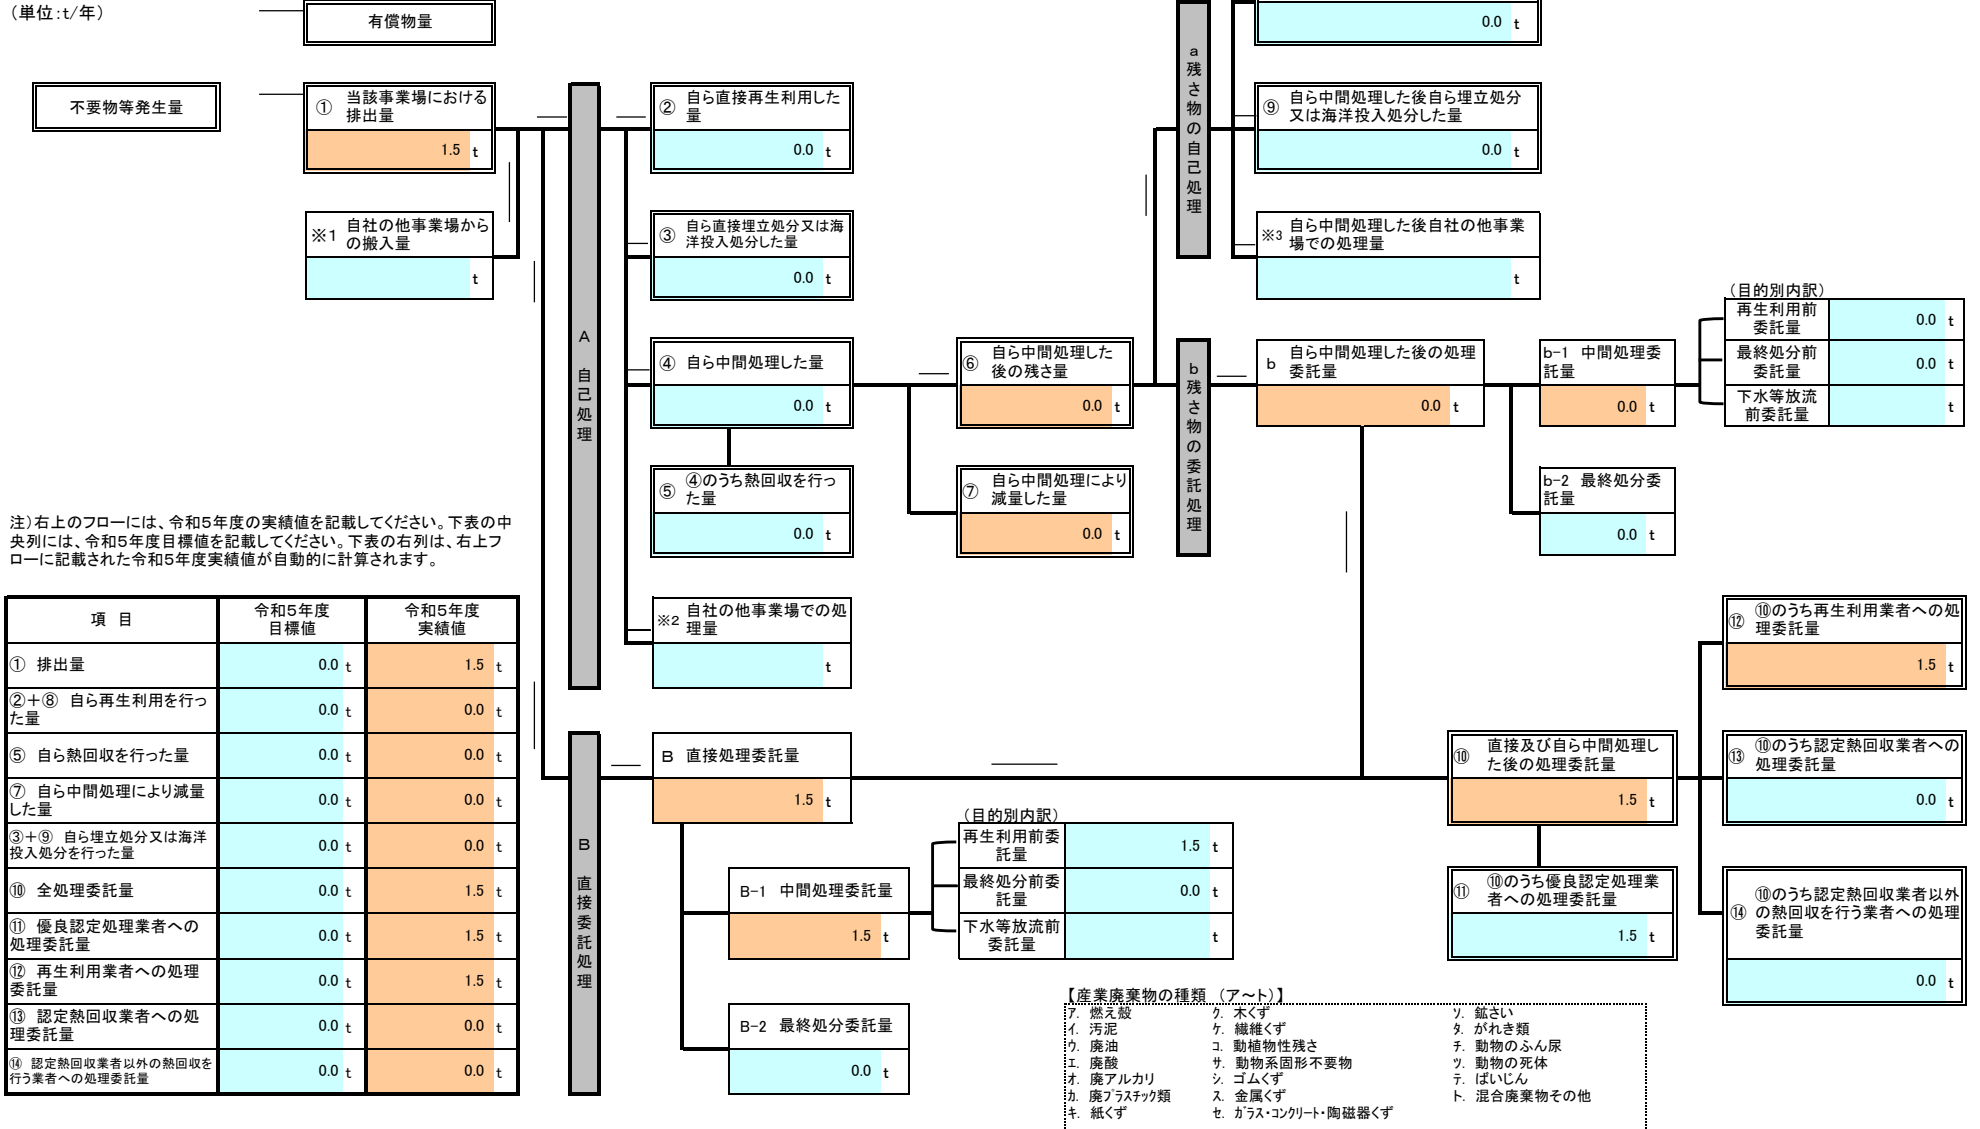 （単位:t/年）
有償物量
0.0 t
不要物等発生量
① 当該事業場における
排出量
1.5 t
② 自ら直接再生利用した
量
0.0 t
a
残
さ
物
の
自
己
処
理
⑨ 自ら中間処理した後自ら埋立処分
又は海洋投入処分した量
0.0 t
※1 自社の他事業場から
の搬入量
t
③ 自ら直接埋立処分又は海
洋投入処分した量
0.0 t
※3 自ら中間処理した後自社の他事業
場での処理量
t
A
自
己
処
理
④ 自ら中間処理した量
0.0 t
⑥ 自ら中間処理した
後の残さ量
0.0 t
b
残
さ
物
の
委
託
処
理
b 自ら中間処理した後の処理
委託量
0.0 t
b-1 中間処理委
託量
0.0 t
（目的別内訳）
再生利用前
委託量
0.0 t
最終処分前
委託量
0.0 t
下水等放流
前委託量
t
⑤ ④のうち熱回収を行っ
た量
0.0 t
⑦ 自ら中間処理により
減量した量
0.0 t
b-2 最終処分委
託量
0.0 t
注）右上のフローには、令和5年度の実績値を記載してください。下表の中
央列には、令和5年度目標値を記載してください。下表の右列は、右上フ
ローに記載された令和5年度実績値が自動的に計算されます。
※2 自社の他事業場での処
理量
t
項 目 令和5年度
目標値 令和5年度
実績値
① 排出量 0.0 t 1.5 t
②＋⑧ 自ら再生利用を行っ
た量 0.0 t 0.0 t
⑤ 自ら熱回収を行った量 0.0 t 0.0 t
⑦ 自ら中間処理により減量
した量 0.0 t 0.0 t
③＋⑨ 自ら埋立処分又は海洋
投入処分を行った量 0.0 t 0.0 t
⑩ 全処理委託量 0.0 t 1.5 t
⑪ 優良認定処理業者への
処理委託量 0.0 t 1.5 t
⑫ 再生利用業者への処理
委託量 0.0 t 1.5 t
⑬ 認定熱回収業者への処
理委託量 0.0 t 0.0 t
⑭ 認定熱回収業者以外の熱回収を
行う業者への処理委託量 0.0 t 0.0 t
B
直
接
委
託
処
理
B 直接処理委託量
1.5 t
B-1 中間処理委託量
1.5 t
（目的別内訳）
再生利用前委
託量
1.5 t
最終処分前委
託量
0.0 t
下水等放流前
委託量
t
B-2 最終処分委託量
0.0 t
⑩ 直接及び自ら中間処理し
た後の処理委託量
1.5 t
⑪ ⑩のうち優良認定処理業
者への処理委託量
1.5 t
⑫ ⑩のうち再生利用業者への処
理委託量
1.5 t
⑬ ⑩のうち認定熱回収業者への
処理委託量
0.0 t
⑭ ⑩のうち認定熱回収業者以外
の熱回収を行う業者への処理
委託量
0.0 t
【産業廃棄物の種類 （ア～ト）】
ア. 燃え殻 ク. 木くず ソ. 鉱さい
イ. 汚泥 ケ. 繊維くず タ. がれき類
ウ. 廃油 コ. 動植物性残さ チ. 動物のふん尿
エ. 廃酸 サ. 動物系固形不要物 ツ. 動物の死体
オ. 廃アルカリ シ. ゴムくず テ. ばいじん
カ. 廃プラスチック類 ス. 金属くず ト. 混合廃棄物その他
キ. 紙くず セ. ガラス・コンクリート・陶磁器くず